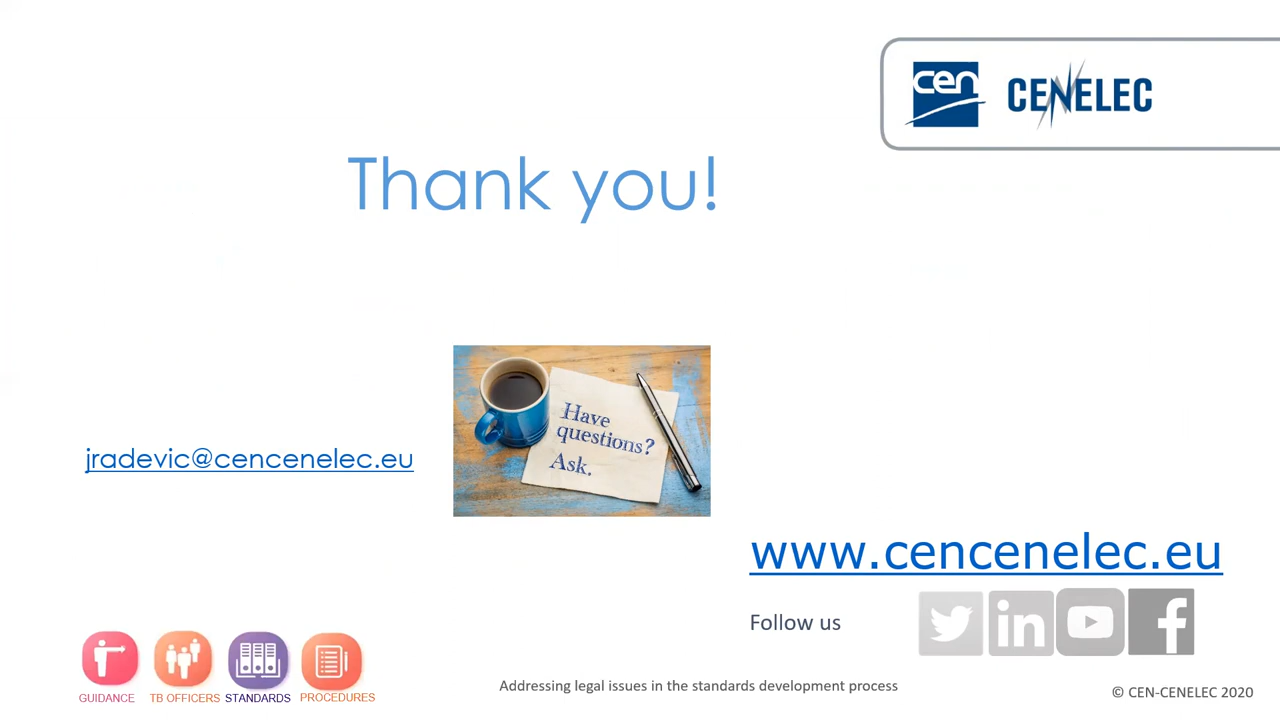 cen CENELEC
Thank you!
Have
questions?
Ask.
jradevic@cencenelec.eu
www.cencenelec.eu
Follow us
GUIDANCE TB OFFICERS STANDARDS PROCEDURES
Addressing legal issues in the standards development process
© CEN-CENELEC 2020